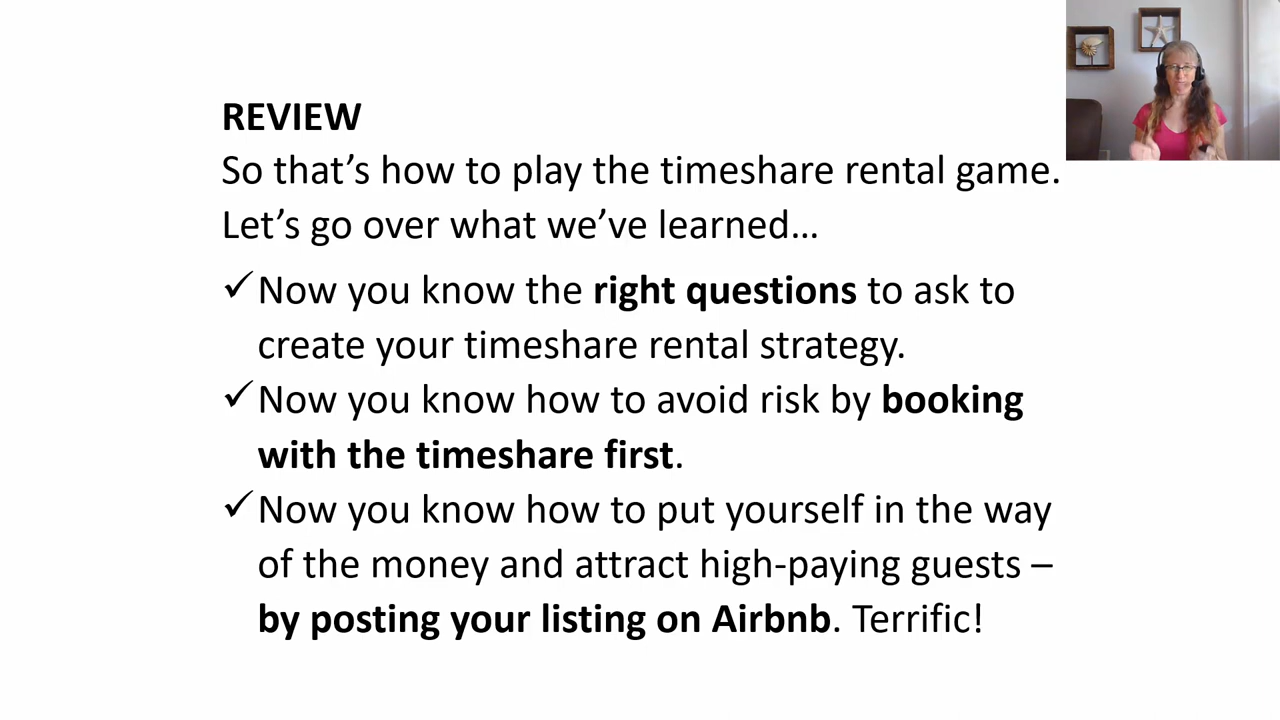 REVIEW
So that’s how to play the timeshare rental game.
Let’s go over what we’ve learned…
✓Now you know the right questions to ask to
create your timeshare rental strategy.
✓Now you know how to avoid risk by booking
with the timeshare first.
✓Now you know how to put yourself in the way
of the money and attract high-paying guests –
by posting your listing on Airbnb. Terrific!